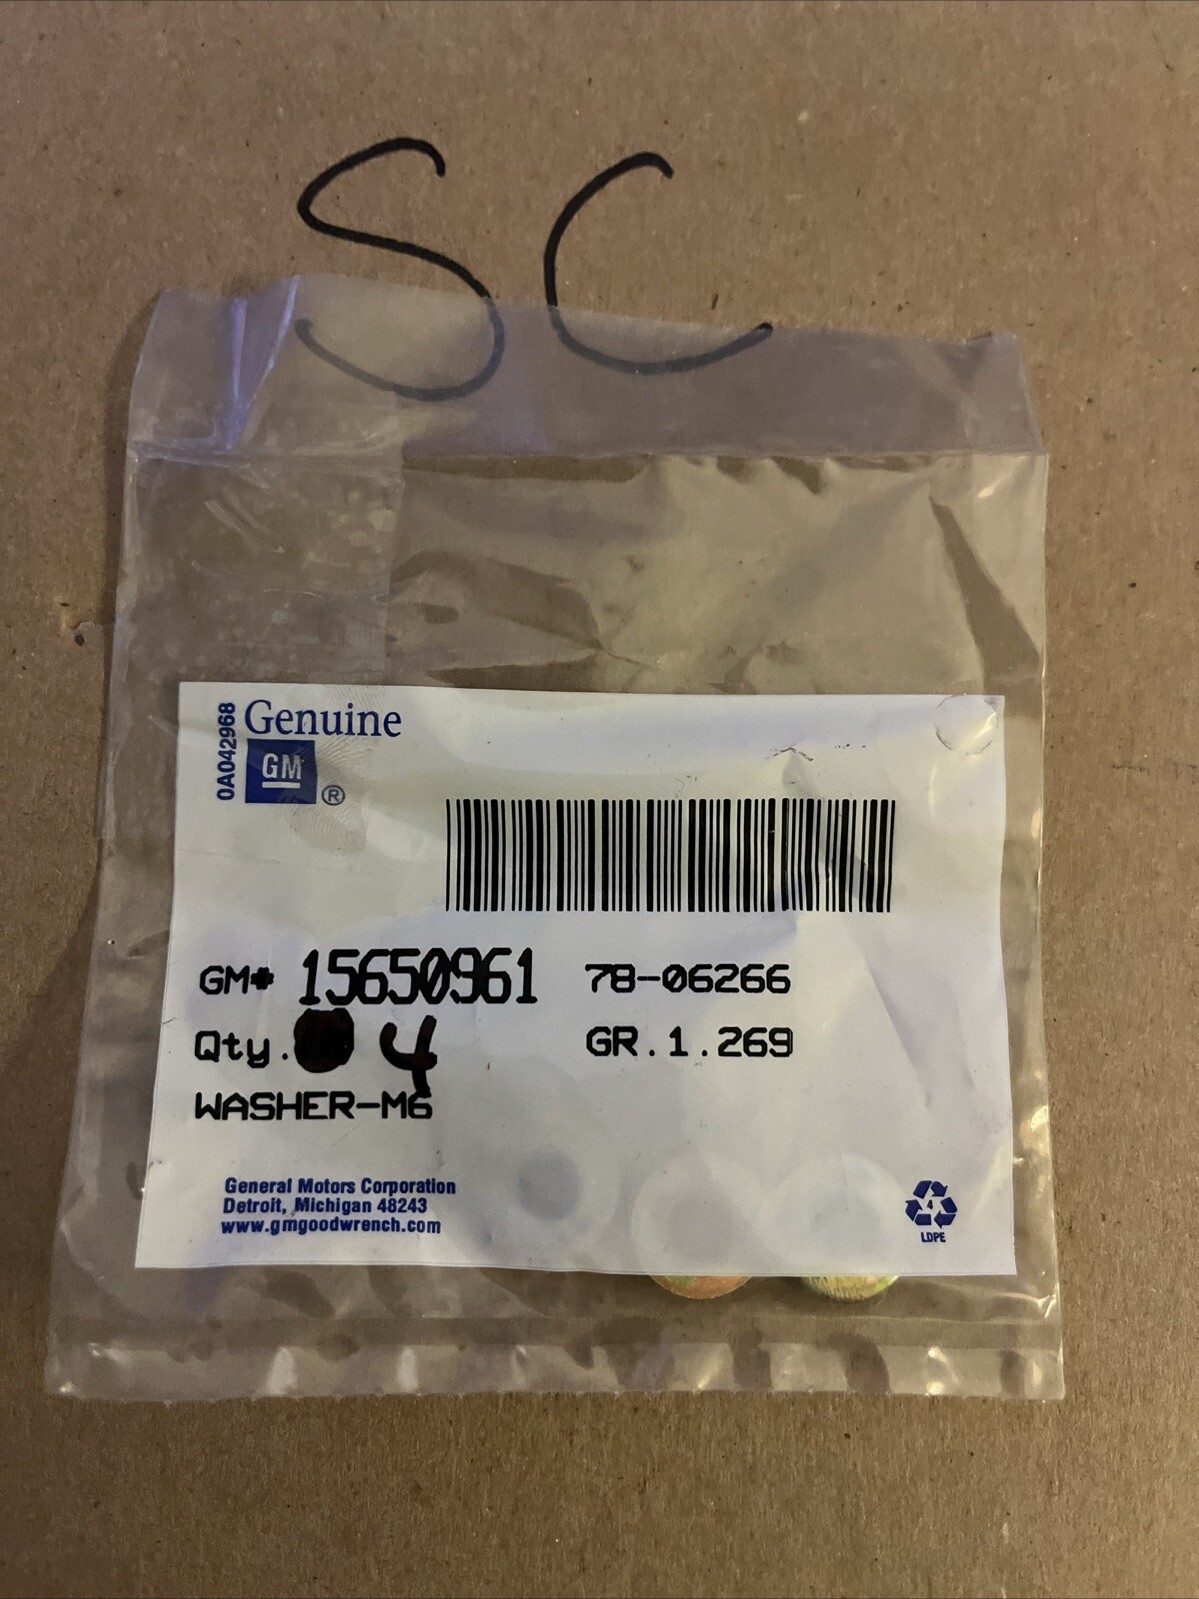 SC
0A042968
Genuine
GM ®
GM# 15650961 78-06266
Qty. 4 GR.1.269
WASHER-M6
General Motors Corporation
Detroit, Michigan 48243
www.gmgoodwrench.com
4
LDPE